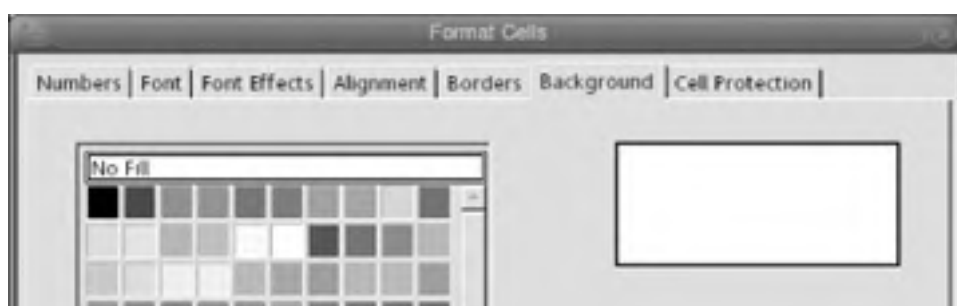 Format Cells
Numbers Font Font Effects Alignment Borders Background Cell Protection
No Fill